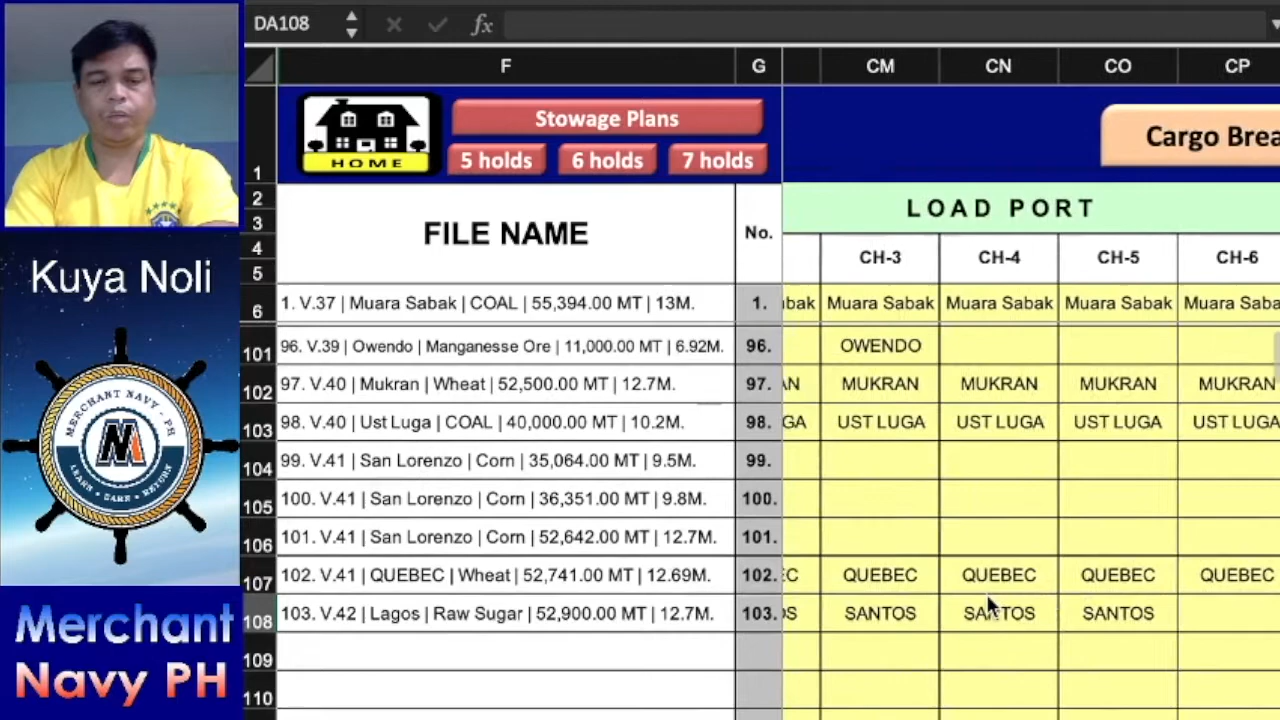 DA108 fx
F G CM CN CO CP
HOME
Stowage Plans
5 holds 6 holds 7 holds
Cargo Brea
1
2
3
4
5
FILE NAME
No.
LOAD PORT
CH-3 CH-4 CH-5 CH-6
6 1. V.37 | Muara Sabak | COAL | 55,394.00 MT | 13M. 1. bak Muara Sabak Muara Sabak Muara Sabak Muara Saba
101 96. V.39 | Owendo | Manganesse Ore | 11,000.00 MT | 6.92M. 96. OWENDO
102 97. V.40 | Mukran | Wheat | 52,500.00 MT | 12.7M. 97. AN MUKRAN MUKRAN MUKRAN MUKRAN
103 98. V.40 | Ust Luga | COAL | 40,000.00 MT | 10.2M. 98. GA UST LUGA UST LUGA UST LUGA UST LUGA
104 99. V.41 | San Lorenzo | Corn | 35,064.00 MT | 9.5M. 99.
105 100. V.41 | San Lorenzo | Corn | 36,351.00 MT | 9.8M. 100.
106 101. V.41 | San Lorenzo | Corn | 52,642.00 MT | 12.7M. 101.
107 102. V.41 | QUEBEC | Wheat | 52,741.00 MT | 12.69M. 102. EC QUEBEC QUEBEC QUEBEC QUEBEC
108 103. V.42 | Lagos | Raw Sugar | 52,900.00 MT | 12.7M. 103. OS SANTOS SANTOS SANTOS
109
110
Kuya Noli
MERCHANT NAVY - PH
LEARN • EARN • RETURN
Merchant
Navy PH